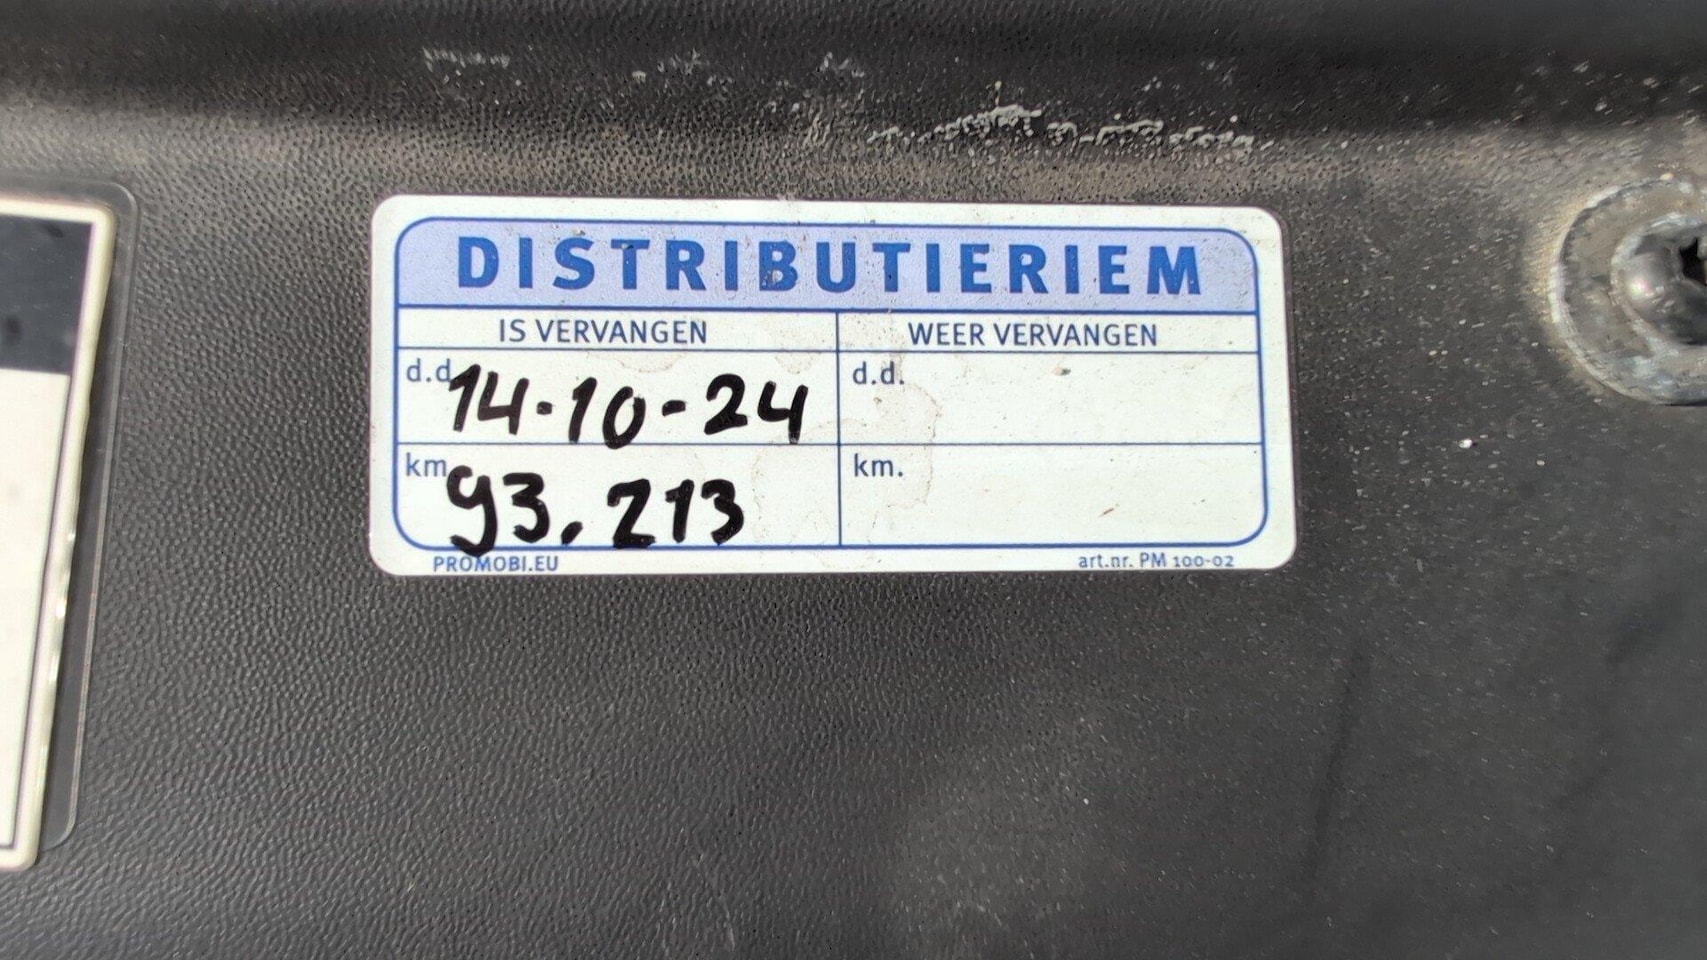 DISTRIBUTIERIEM
IS VERVANGEN WEER VERVANGEN
d.d. 14-10-24 d.d.
km 93.213 km.
PROMOBI.EU art.nr. PM 100-02